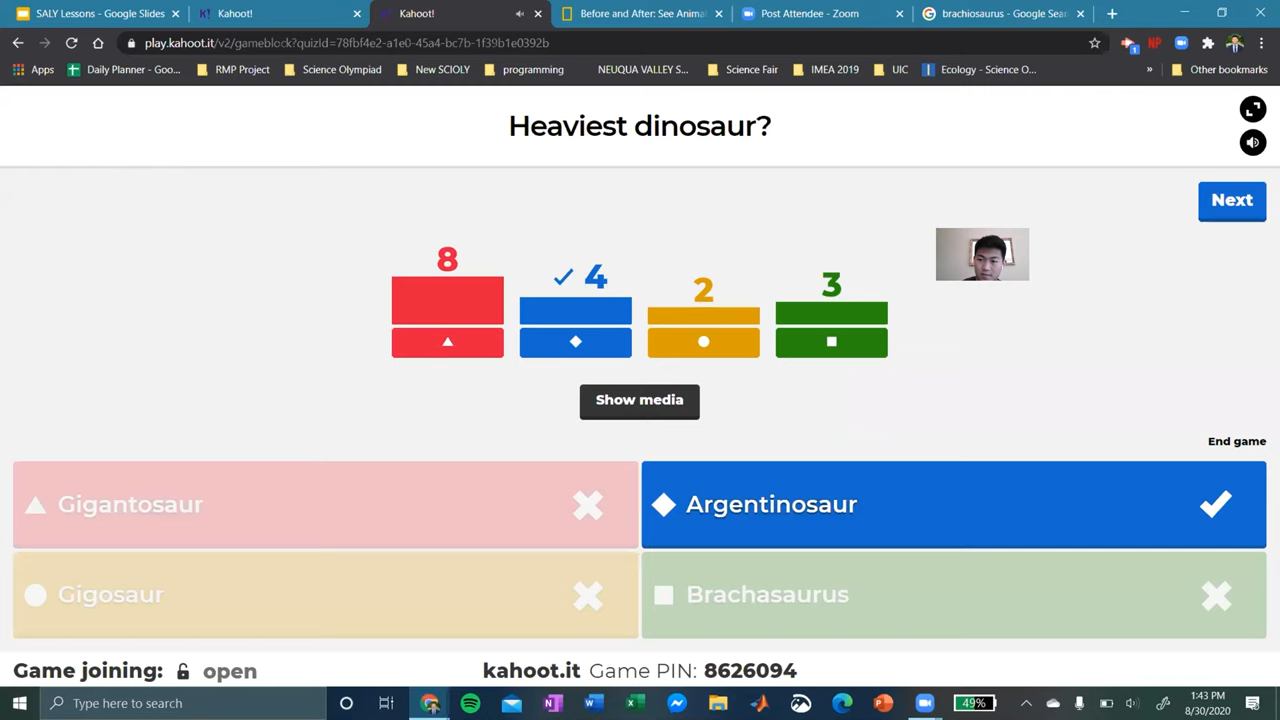 SALY Lessons - Google Slides
Kahoot!
Kahoot!
Before and After: See Anima
Post Attendee - Zoom
brachiosaurus - Google Sear
play.kahoot.it/v2/gameblock?quizId=78fbf4e2-a1e0-45a4-bc7b-1f39b1e0392b
Apps
Daily Planner - Goo...
RMP Project
Science Olympiad
New SCIOLY
programming
NEUQUA VALLEY S...
Science Fair
IMEA 2019
UIC
Ecology - Science O...
»
Other bookmarks
Heaviest dinosaur?
Next
8
4
2
3
Show media
End game
Gigantosaur
Argentinosaur
Gigosaur
Brachasaurus
Game joining: open
kahoot.it Game PIN: 8626094
Type here to search
49%
1:43 PM
8/30/2020